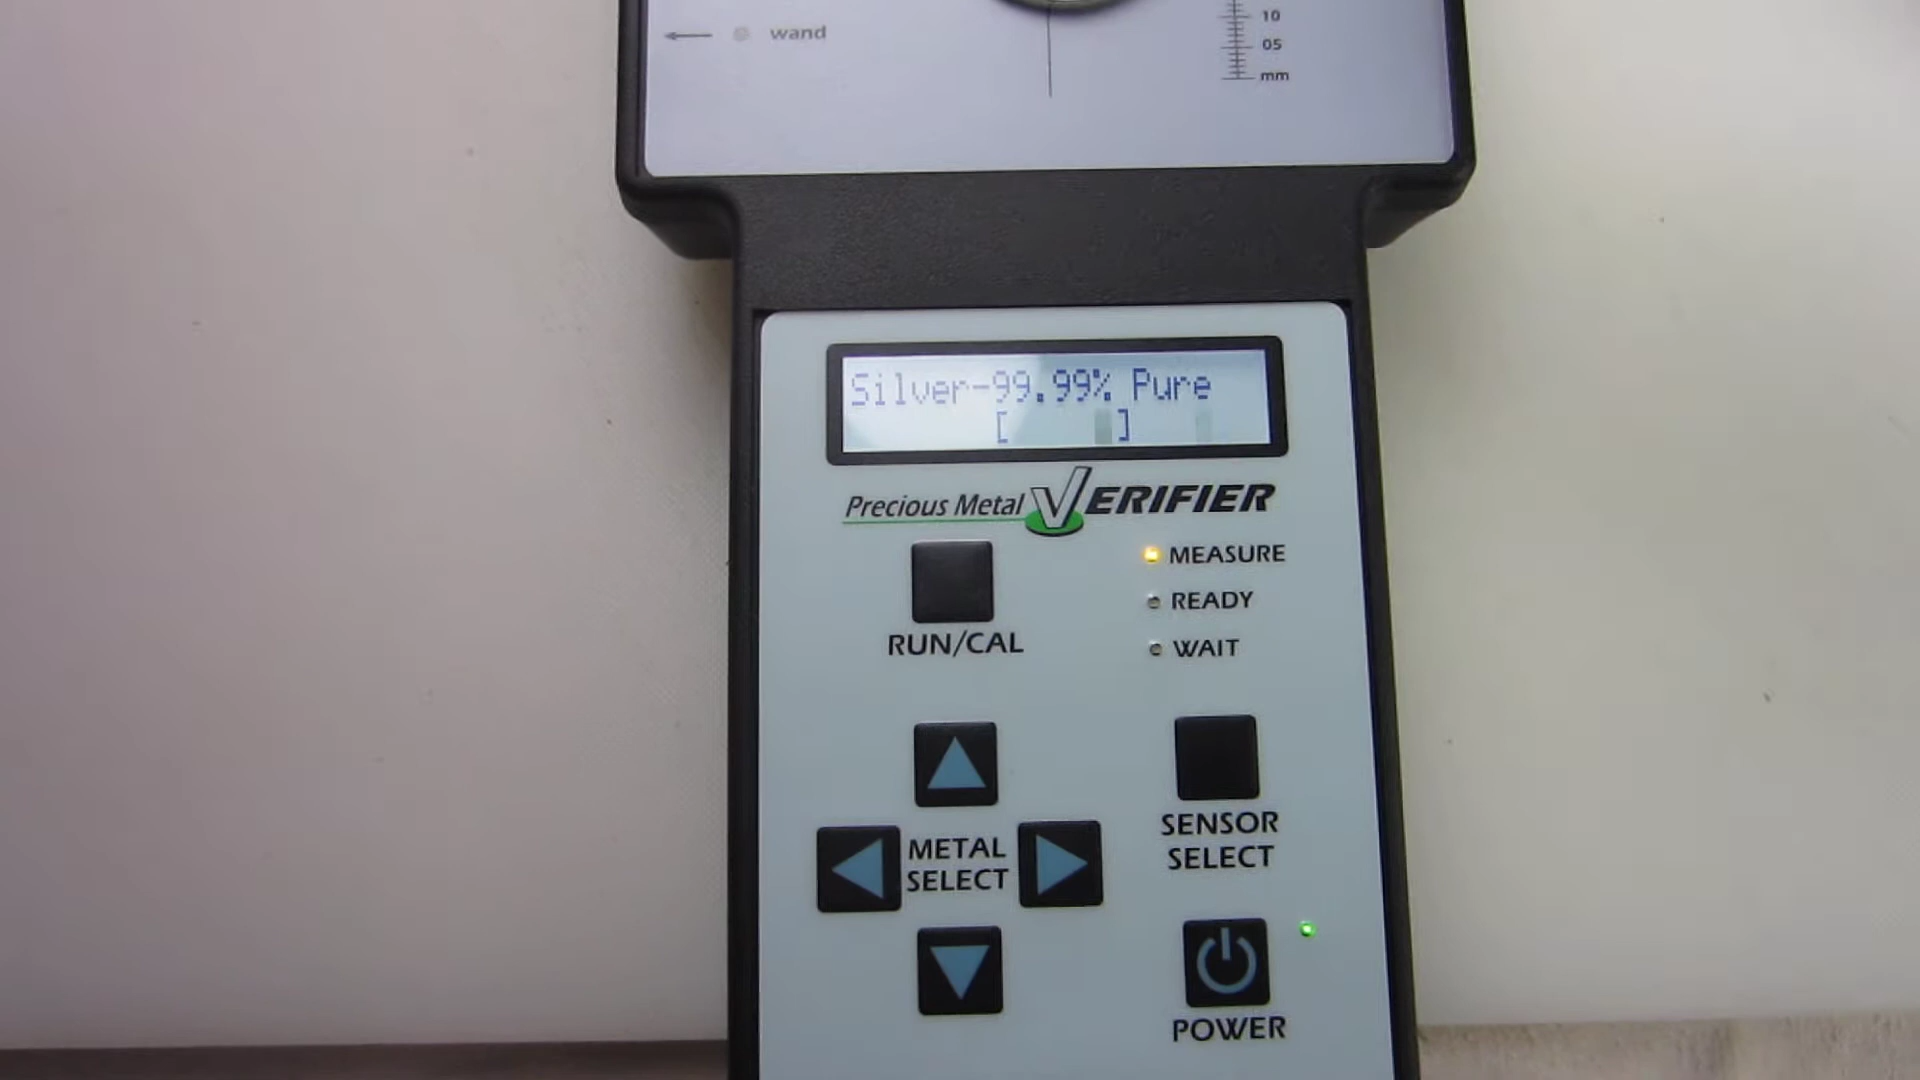 wand
10
05
mm
Silver-99.99% Pure
[ ]
Precious Metal VERIFIER
MEASURE
READY
WAIT
RUN/CAL
METAL
SELECT
SENSOR
SELECT
POWER